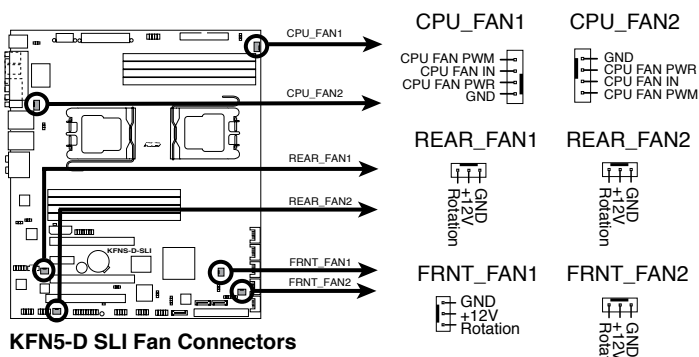 CPU_FAN1
CPU_FAN2
REAR_FAN1
REAR_FAN2
FRNT_FAN1
FRNT_FAN2
KFN5-D-SLI
KFN5-D SLI Fan Connectors
CPU_FAN1
CPU FAN PWM
CPU FAN IN
CPU FAN PWR
GND
CPU_FAN2
GND
CPU FAN PWR
CPU FAN IN
CPU FAN PWM
REAR_FAN1
GND
+12V
Rotation
REAR_FAN2
GND
+12V
Rotation
FRNT_FAN1
GND
+12V
Rotation
FRNT_FAN2
GND
+12V
Rotation